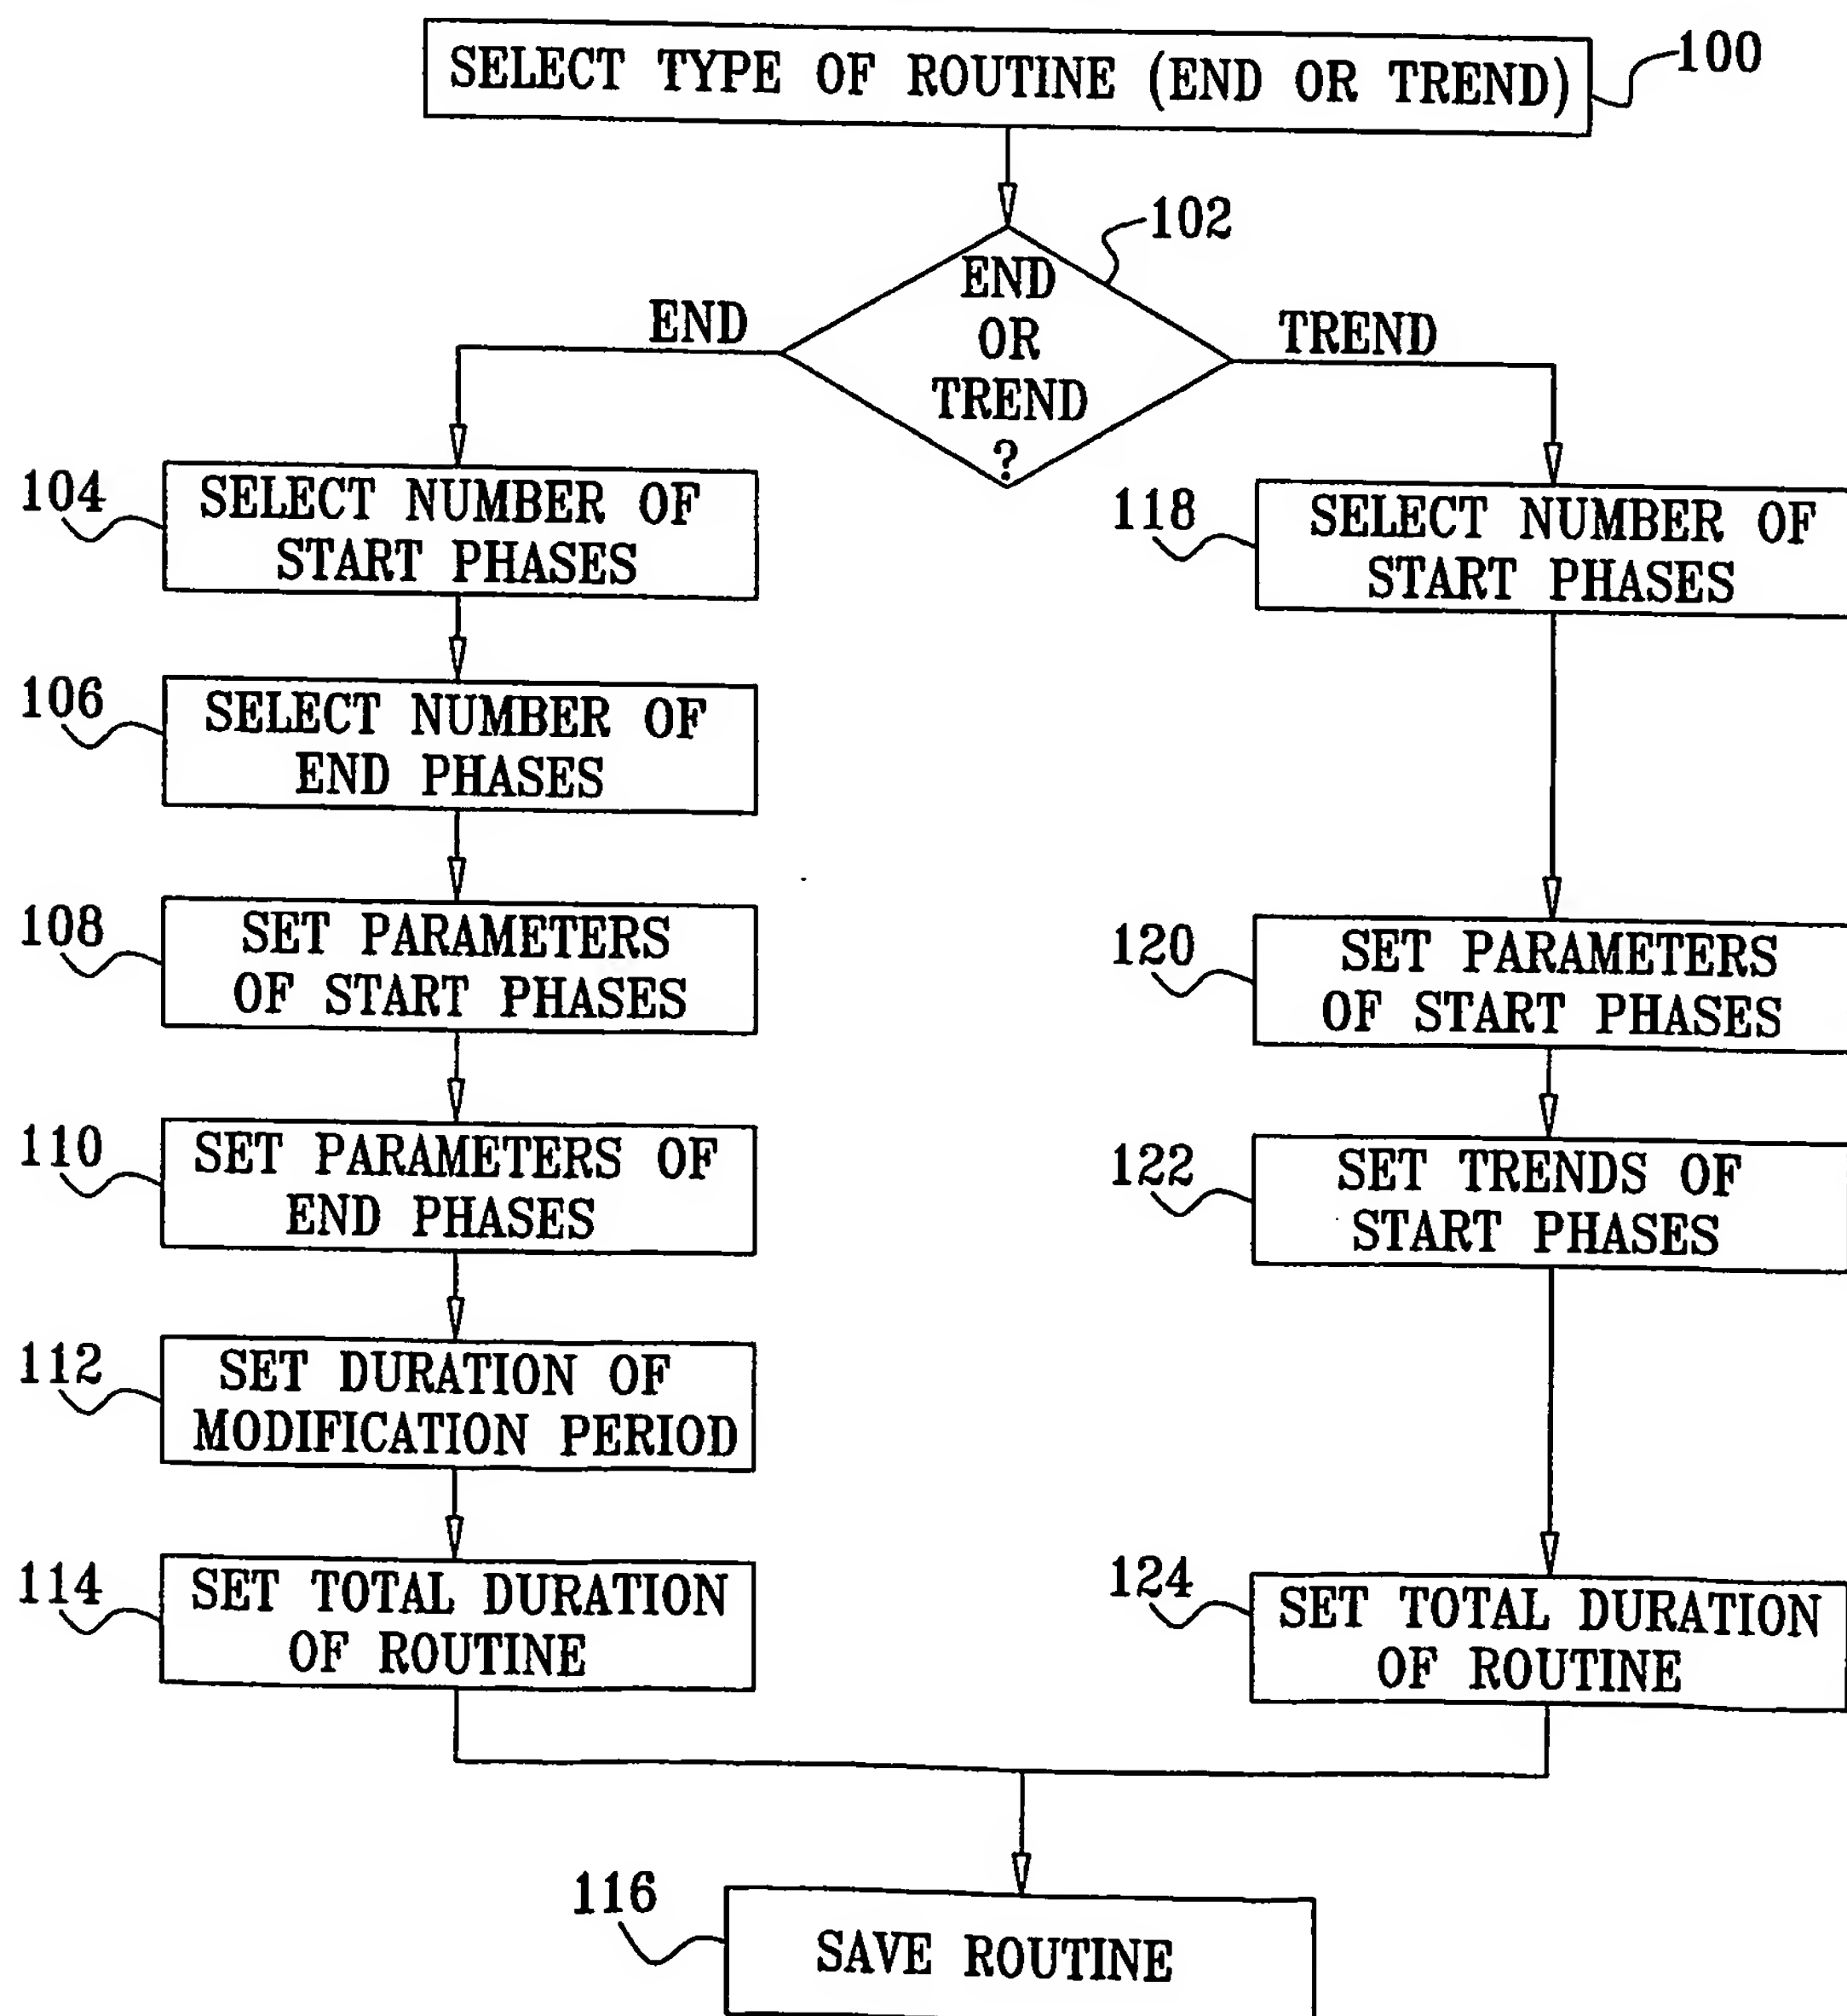 SELECT TYPE OF ROUTINE (END OR TREND)
100
102
END
OR
TREND
?
END
TREND
104
SELECT NUMBER OF
START PHASES
106
SELECT NUMBER OF
END PHASES
108
SET PARAMETERS
OF START PHASES
110
SET PARAMETERS OF
END PHASES
112
SET DURATION OF
MODIFICATION PERIOD
114
SET TOTAL DURATION
OF ROUTINE
118
SELECT NUMBER OF
START PHASES
120
SET PARAMETERS
OF START PHASES
122
SET TRENDS OF
START PHASES
124
SET TOTAL DURATION
OF ROUTINE
116
SAVE ROUTINE